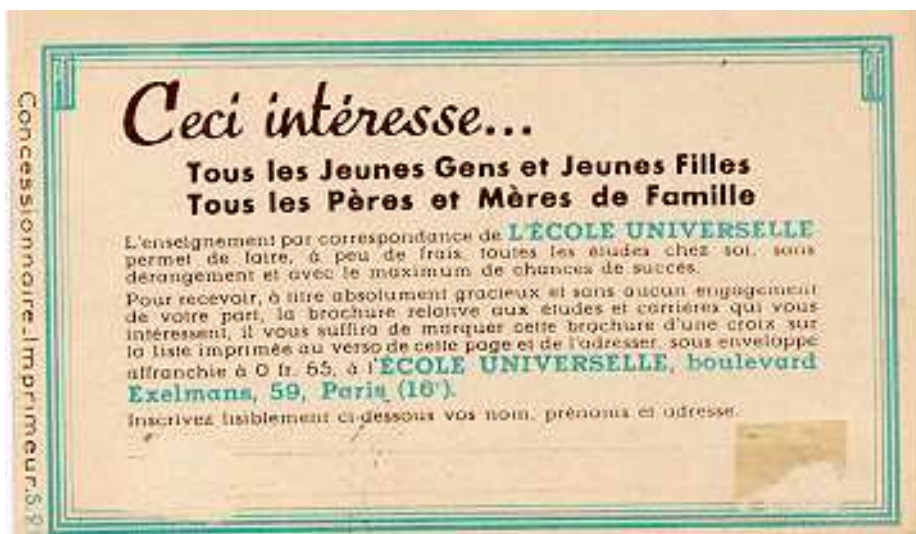 Ceci intéresse...
Tous les Jeunes Gens et Jeunes Filles
Tous les Pères et Mères de Famille
L'enseignement par correspondance de L'ÉCOLE UNIVERSELLE
permet de faire, à peu de frais, toutes les études chez soi, sans
dérangement et avec le maximum de chances de succès.
Pour recevoir, à titre absolument gracieux et sans aucun engagement
de votre part, la brochure relative aux études et carrières qui vous
intéressent, il vous suffira de marquer cette brochure d'une croix sur
la liste imprimée au verso de cette page et de l'adresser, sous enveloppe
affranchie à 0 fr. 65, à l'ÉCOLE UNIVERSELLE, boulevard
Exelmans, 59, Paris (16e).
Inscrivez lisiblement ci-dessous vos nom, prénoms et adresse.
Concessionnaire-Imprimeur.S.P.